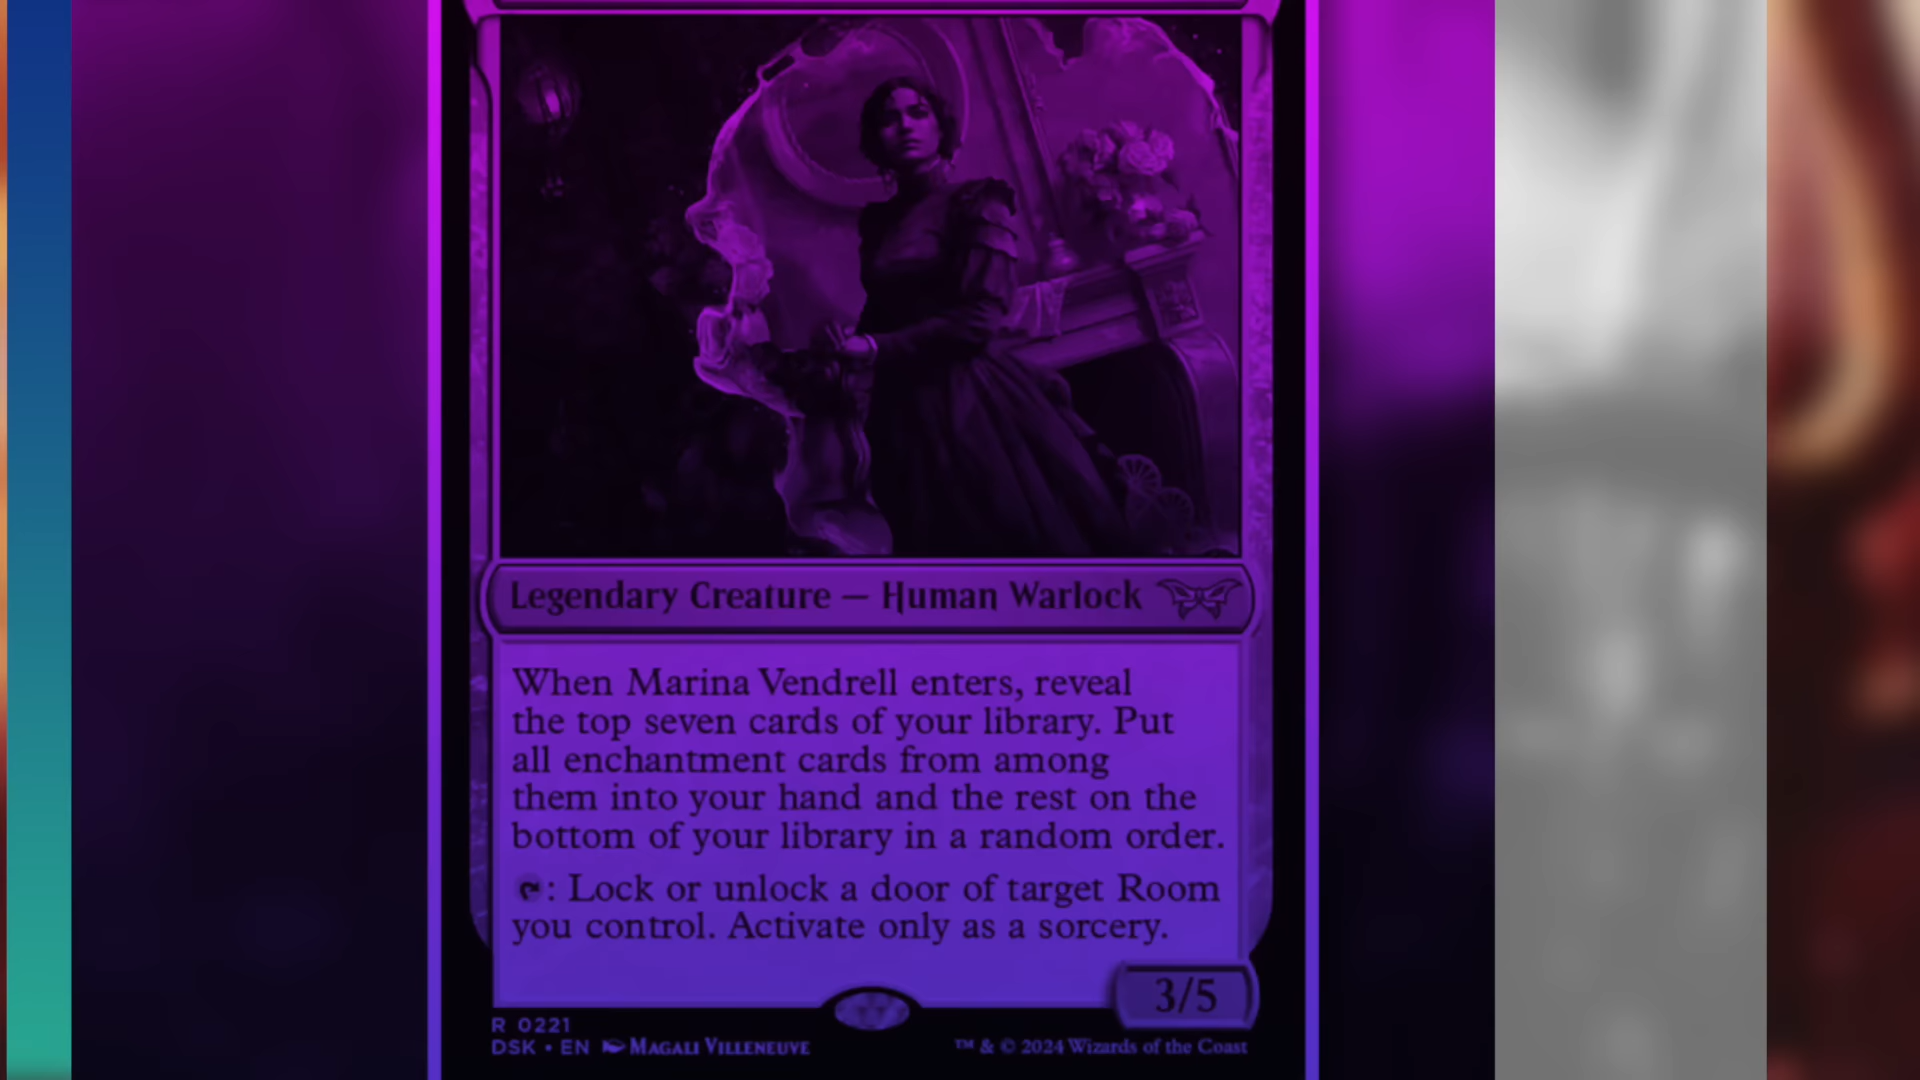 Legendary Creature — Human Warlock
When Marina Vendrell enters, reveal
the top seven cards of your library. Put
all enchantment cards from among
them into your hand and the rest on the
bottom of your library in a random order.
: Lock or unlock a door of target Room
you control. Activate only as a sorcery.
3/5
R 0221
DSK • EN Magali Villeneuve
™ & © 2024 Wizards of the Coast